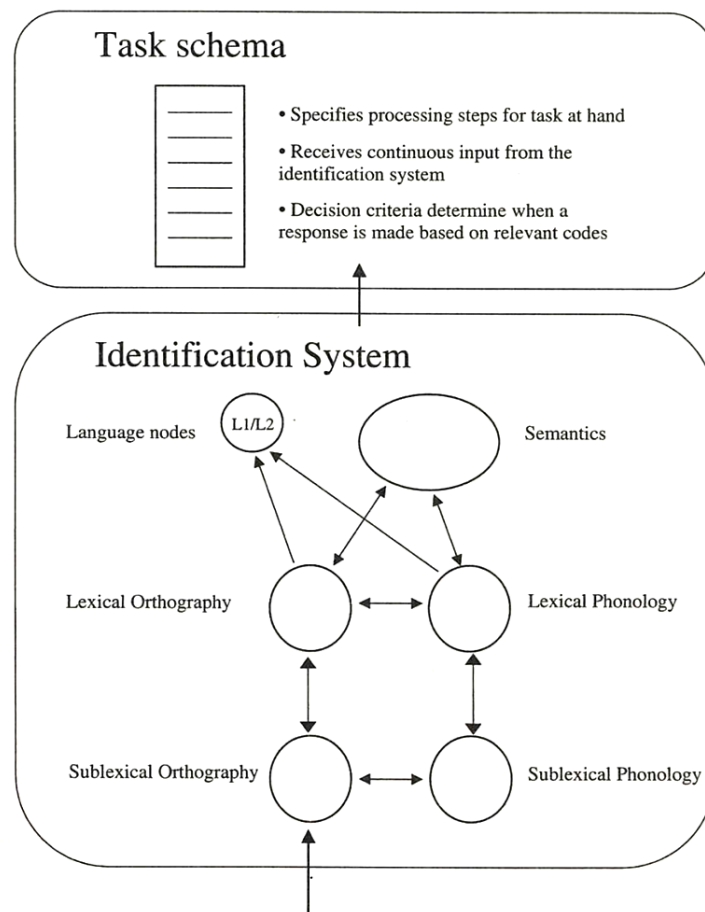 Task schema
• Specifies processing steps for task at hand
• Receives continuous input from the
identification system
• Decision criteria determine when a
response is made based on relevant codes
Identification System
Language nodes
L1/L2
Semantics
Lexical Orthography
Lexical Phonology
Sublexical Orthography
Sublexical Phonology